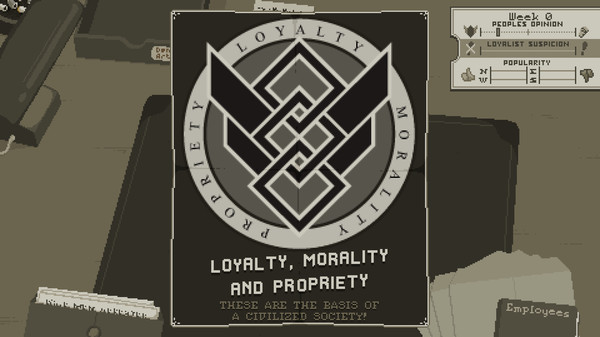 Week 0
PEOPLES OPINION
LOYALIST SUSPICION
POPULARITY
N E
W S
LOYALTY
PROPRIETY
MORALITY
LOYALTY, MORALITY
AND PROPRIETY
THESE ARE THE BASIS OF
A CIVILIZED SOCIETY!
Employees